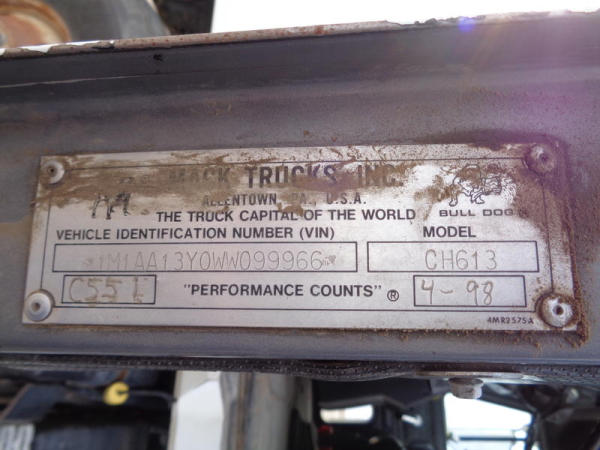 MACK TRUCKS, INC.
ALLENTOWN, PA., U.S.A.
THE TRUCK CAPITAL OF THE WORLD
BULL DOG®
VEHICLE IDENTIFICATION NUMBER (VIN) MODEL
1M1AA13Y0WW099966 CH613
C55L "PERFORMANCE COUNTS"® 4-98
4MR2575A